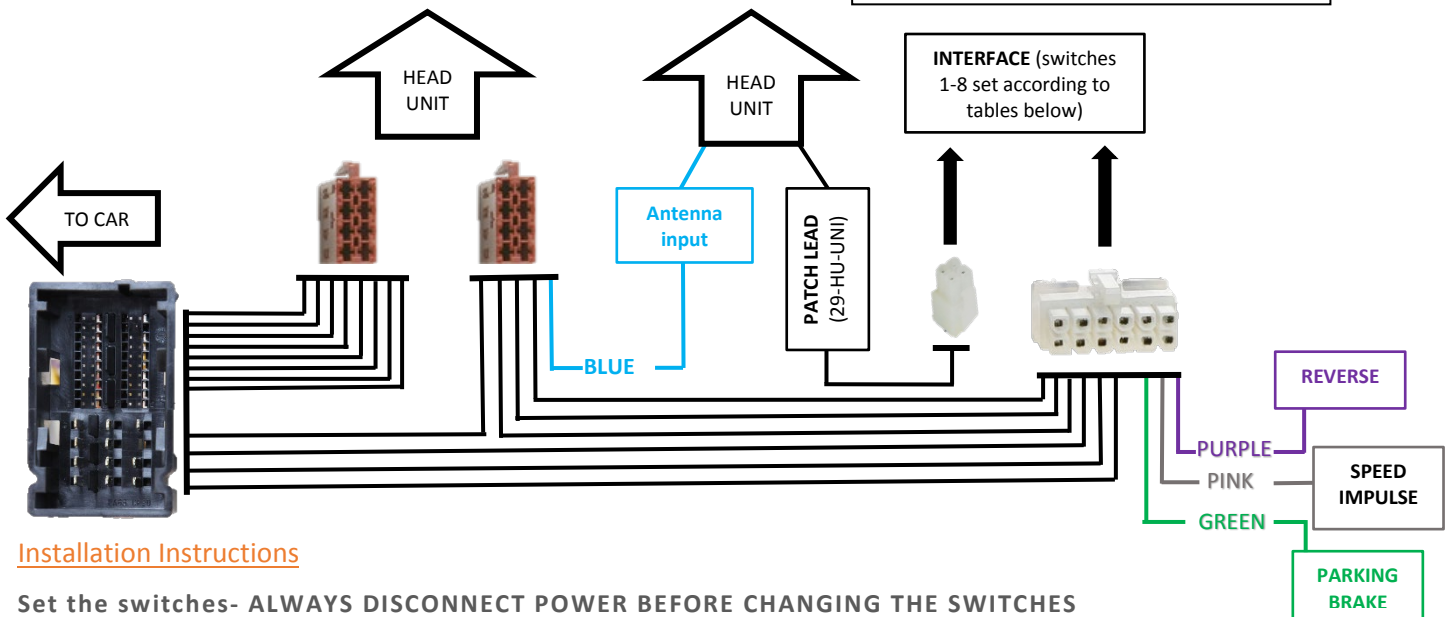 HEAD
UNIT
HEAD
UNIT
INTERFACE (switches
1-8 set according to
tables below)
TO CAR
Antenna
input
PATCH LEAD
(29-HU-UNI)
BLUE
REVERSE
PURPLE
PINK
SPEED
IMPULSE
GREEN
PARKING
BRAKE
Installation Instructions
Set the switches- ALWAYS DISCONNECT POWER BEFORE CHANGING THE SWITCHES